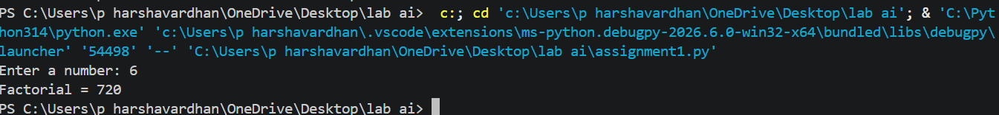 PS C:\Users\p harshavardhan\OneDrive\Desktop\lab ai>  c:; cd 'c:\Users\p harshavardhan\OneDrive\Desktop\lab ai'; & 'C:\Pyt
hon314\python.exe' 'c:\Users\p harshavardhan\.vscode\extensions\ms-python.debugpy-2026.6.0-win32-x64\bundled\libs\debugpy\
launcher' '54498' '--' 'C:\Users\p harshavardhan\OneDrive\Desktop\lab ai\assignment1.py'
Enter a number: 6
Factorial = 720
PS C:\Users\p harshavardhan\OneDrive\Desktop\lab ai>